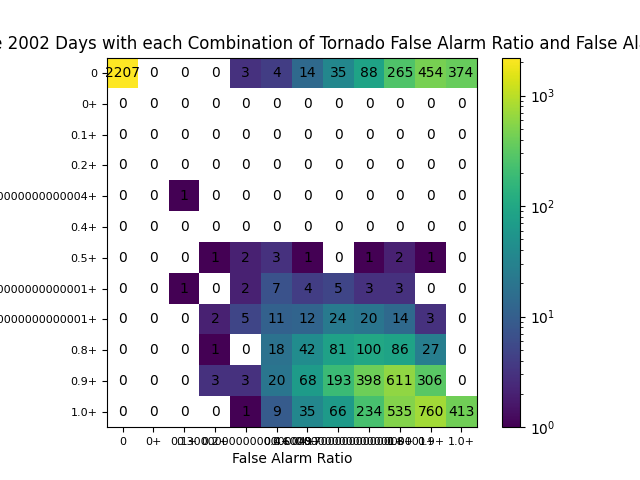 e 2002 Days with each Combination of Tornado False Alarm Ratio and False Al
0 2207 0 0 0 3 4 14 35 88 265 454 374
0+ 0 0 0 0 0 0 0 0 0 0 0 0
0.1+ 0 0 0 0 0 0 0 0 0 0 0 0
0.2+ 0 0 0 0 0 0 0 0 0 0 0 0
0000000000004+ 0 0 1 0 0 0 0 0 0 0 0 0
0.4+ 0 0 0 0 0 0 0 0 0 0 0 0
0.5+ 0 0 0 1 2 3 1 0 1 2 1 0
0000000000001+ 0 0 1 0 2 7 4 5 3 3 0 0
0000000000001+ 0 0 0 2 5 11 12 24 20 14 3 0
0.8+ 0 0 0 1 0 18 42 81 100 86 27 0
0.9+ 0 0 0 3 3 20 68 193 398 611 306 0
1.0+ 0 0 0 0 1 9 35 66 234 535 760 413
0 0+ 1.0+
False Alarm Ratio
10³
10²
10¹
10⁰